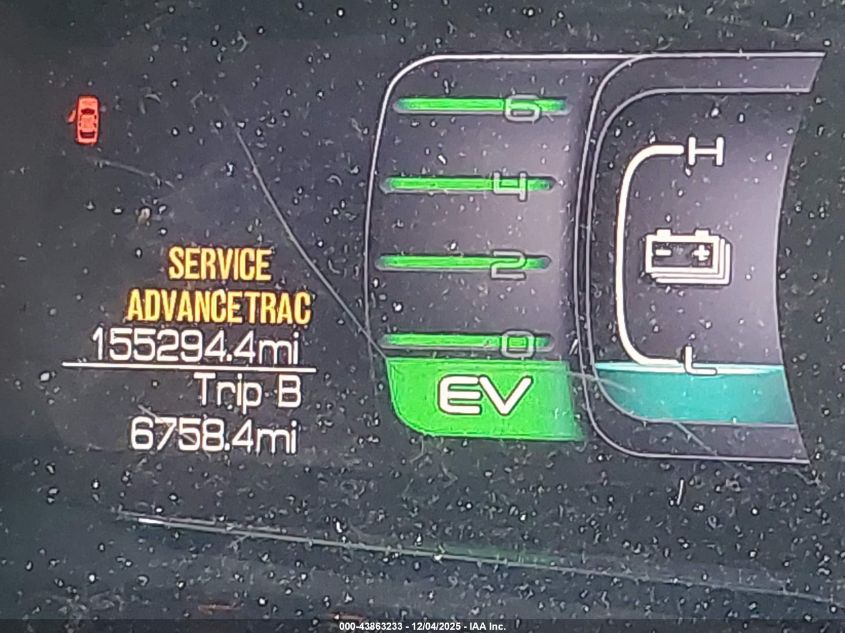 6
4
2
0
EV
H
- +
L
SERVICE
ADVANCETRAC
155294.4mi
Trip B
6758.4mi
000-43863233 - 12/04/2025 - IAA Inc.